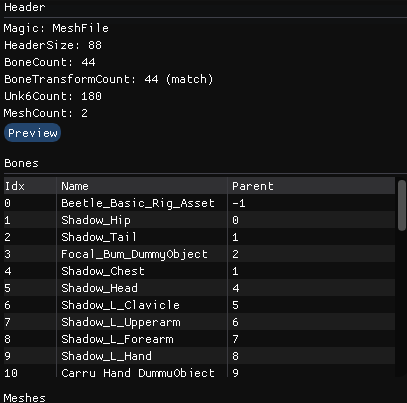 Header
Magic: MeshFile
HeaderSize: 88
BoneCount: 44
BoneTransformCount: 44 (match)
Unk6Count: 180
MeshCount: 2
Preview
Bones
Idx Name Parent
0 Beetle_Basic_Rig_Asset -1
1 Shadow_Hip 0
2 Shadow_Tail 1
3 Focal_Bum_DummyObject 2
4 Shadow_Chest 1
5 Shadow_Head 4
6 Shadow_L_Clavicle 5
7 Shadow_L_Upperarm 6
8 Shadow_L_Forearm 7
9 Shadow_L_Hand 8
10 Carry_Hand_DummyObject 9
Meshes